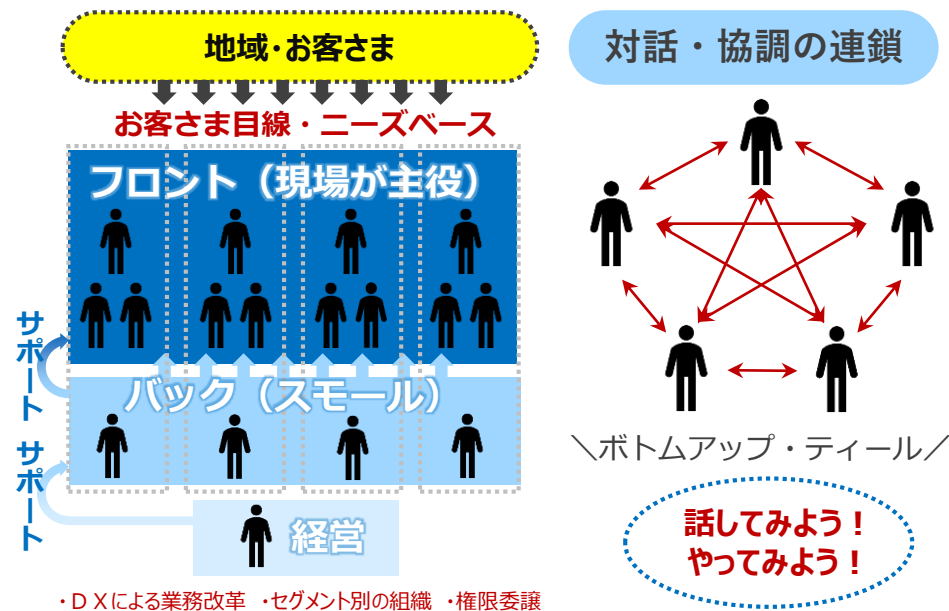 地域・お客さま
お客さま目線・ニーズベース
フロント（現場が主役）
サポート
バック（スモール）
サポート
経営
・ＤＸによる業務改革 ・セグメント別の組織 ・権限委譲
対話・協調の連鎖
＼ボトムアップ・ティール／
話してみよう！
やってみよう！